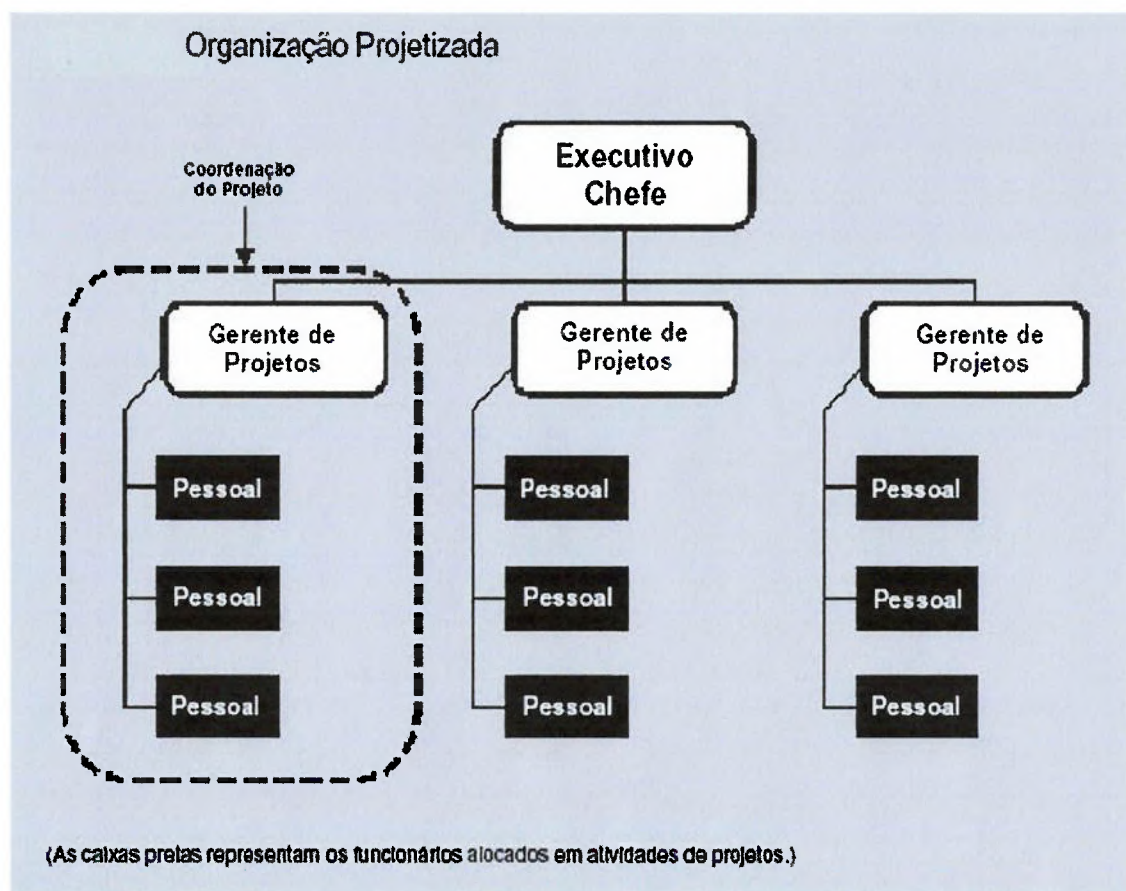 Organização Projetizada
Coordenação
do Projeto
Executivo
Chefe
Gerente de
Projetos
Gerente de
Projetos
Gerente de
Projetos
Pessoal
Pessoal
Pessoal
Pessoal
Pessoal
Pessoal
Pessoal
Pessoal
Pessoal
(As caixas pretas representam os funcionários alocados em atividades de projetos.)